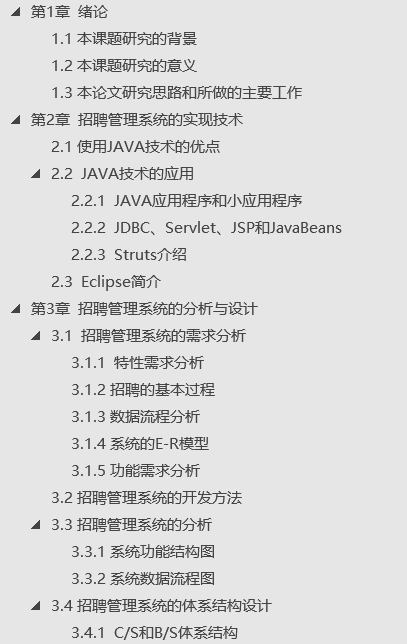 第1章 绪论
1.1 本课题研究的背景
1.2 本课题研究的意义
1.3 本论文研究思路和所做的主要工作
第2章 招聘管理系统的实现技术
2.1 使用JAVA技术的优点
2.2 JAVA技术的应用
2.2.1 JAVA应用程序和小应用程序
2.2.2 JDBC、Servlet、JSP和JavaBeans
2.2.3 Struts介绍
2.3 Eclipse简介
第3章 招聘管理系统的分析与设计
3.1 招聘管理系统的需求分析
3.1.1 特性需求分析
3.1.2 招聘的基本过程
3.1.3 数据流程分析
3.1.4 系统的E-R模型
3.1.5 功能需求分析
3.2 招聘管理系统的开发方法
3.3 招聘管理系统的分析
3.3.1 系统功能结构图
3.3.2 系统数据流程图
3.4 招聘管理系统的体系结构设计
3.4.1 C/S和B/S体系结构